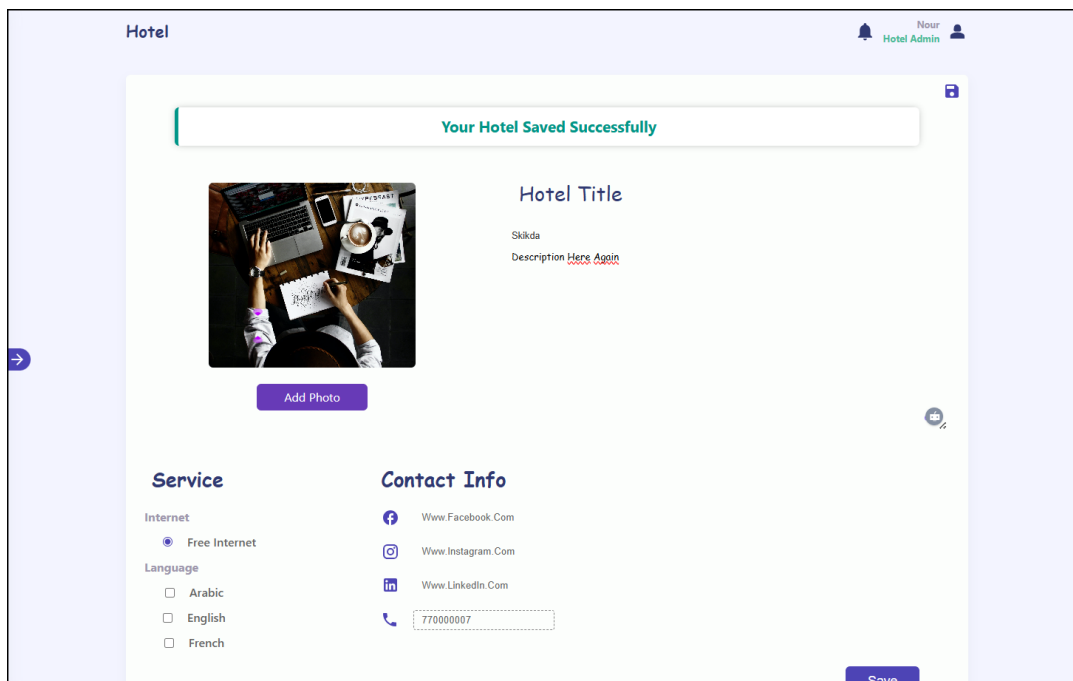 Hotel
Nour
Hotel Admin
Your Hotel Saved Successfully
Hotel Title
Skikda
Description Here Again
Add Photo
Service
Contact Info
Internet
Www.Facebook.Com
Free Internet
Www.Instagram.Com
Language
Www.LinkedIn.Com
Arabic
English
770000007
French
Save